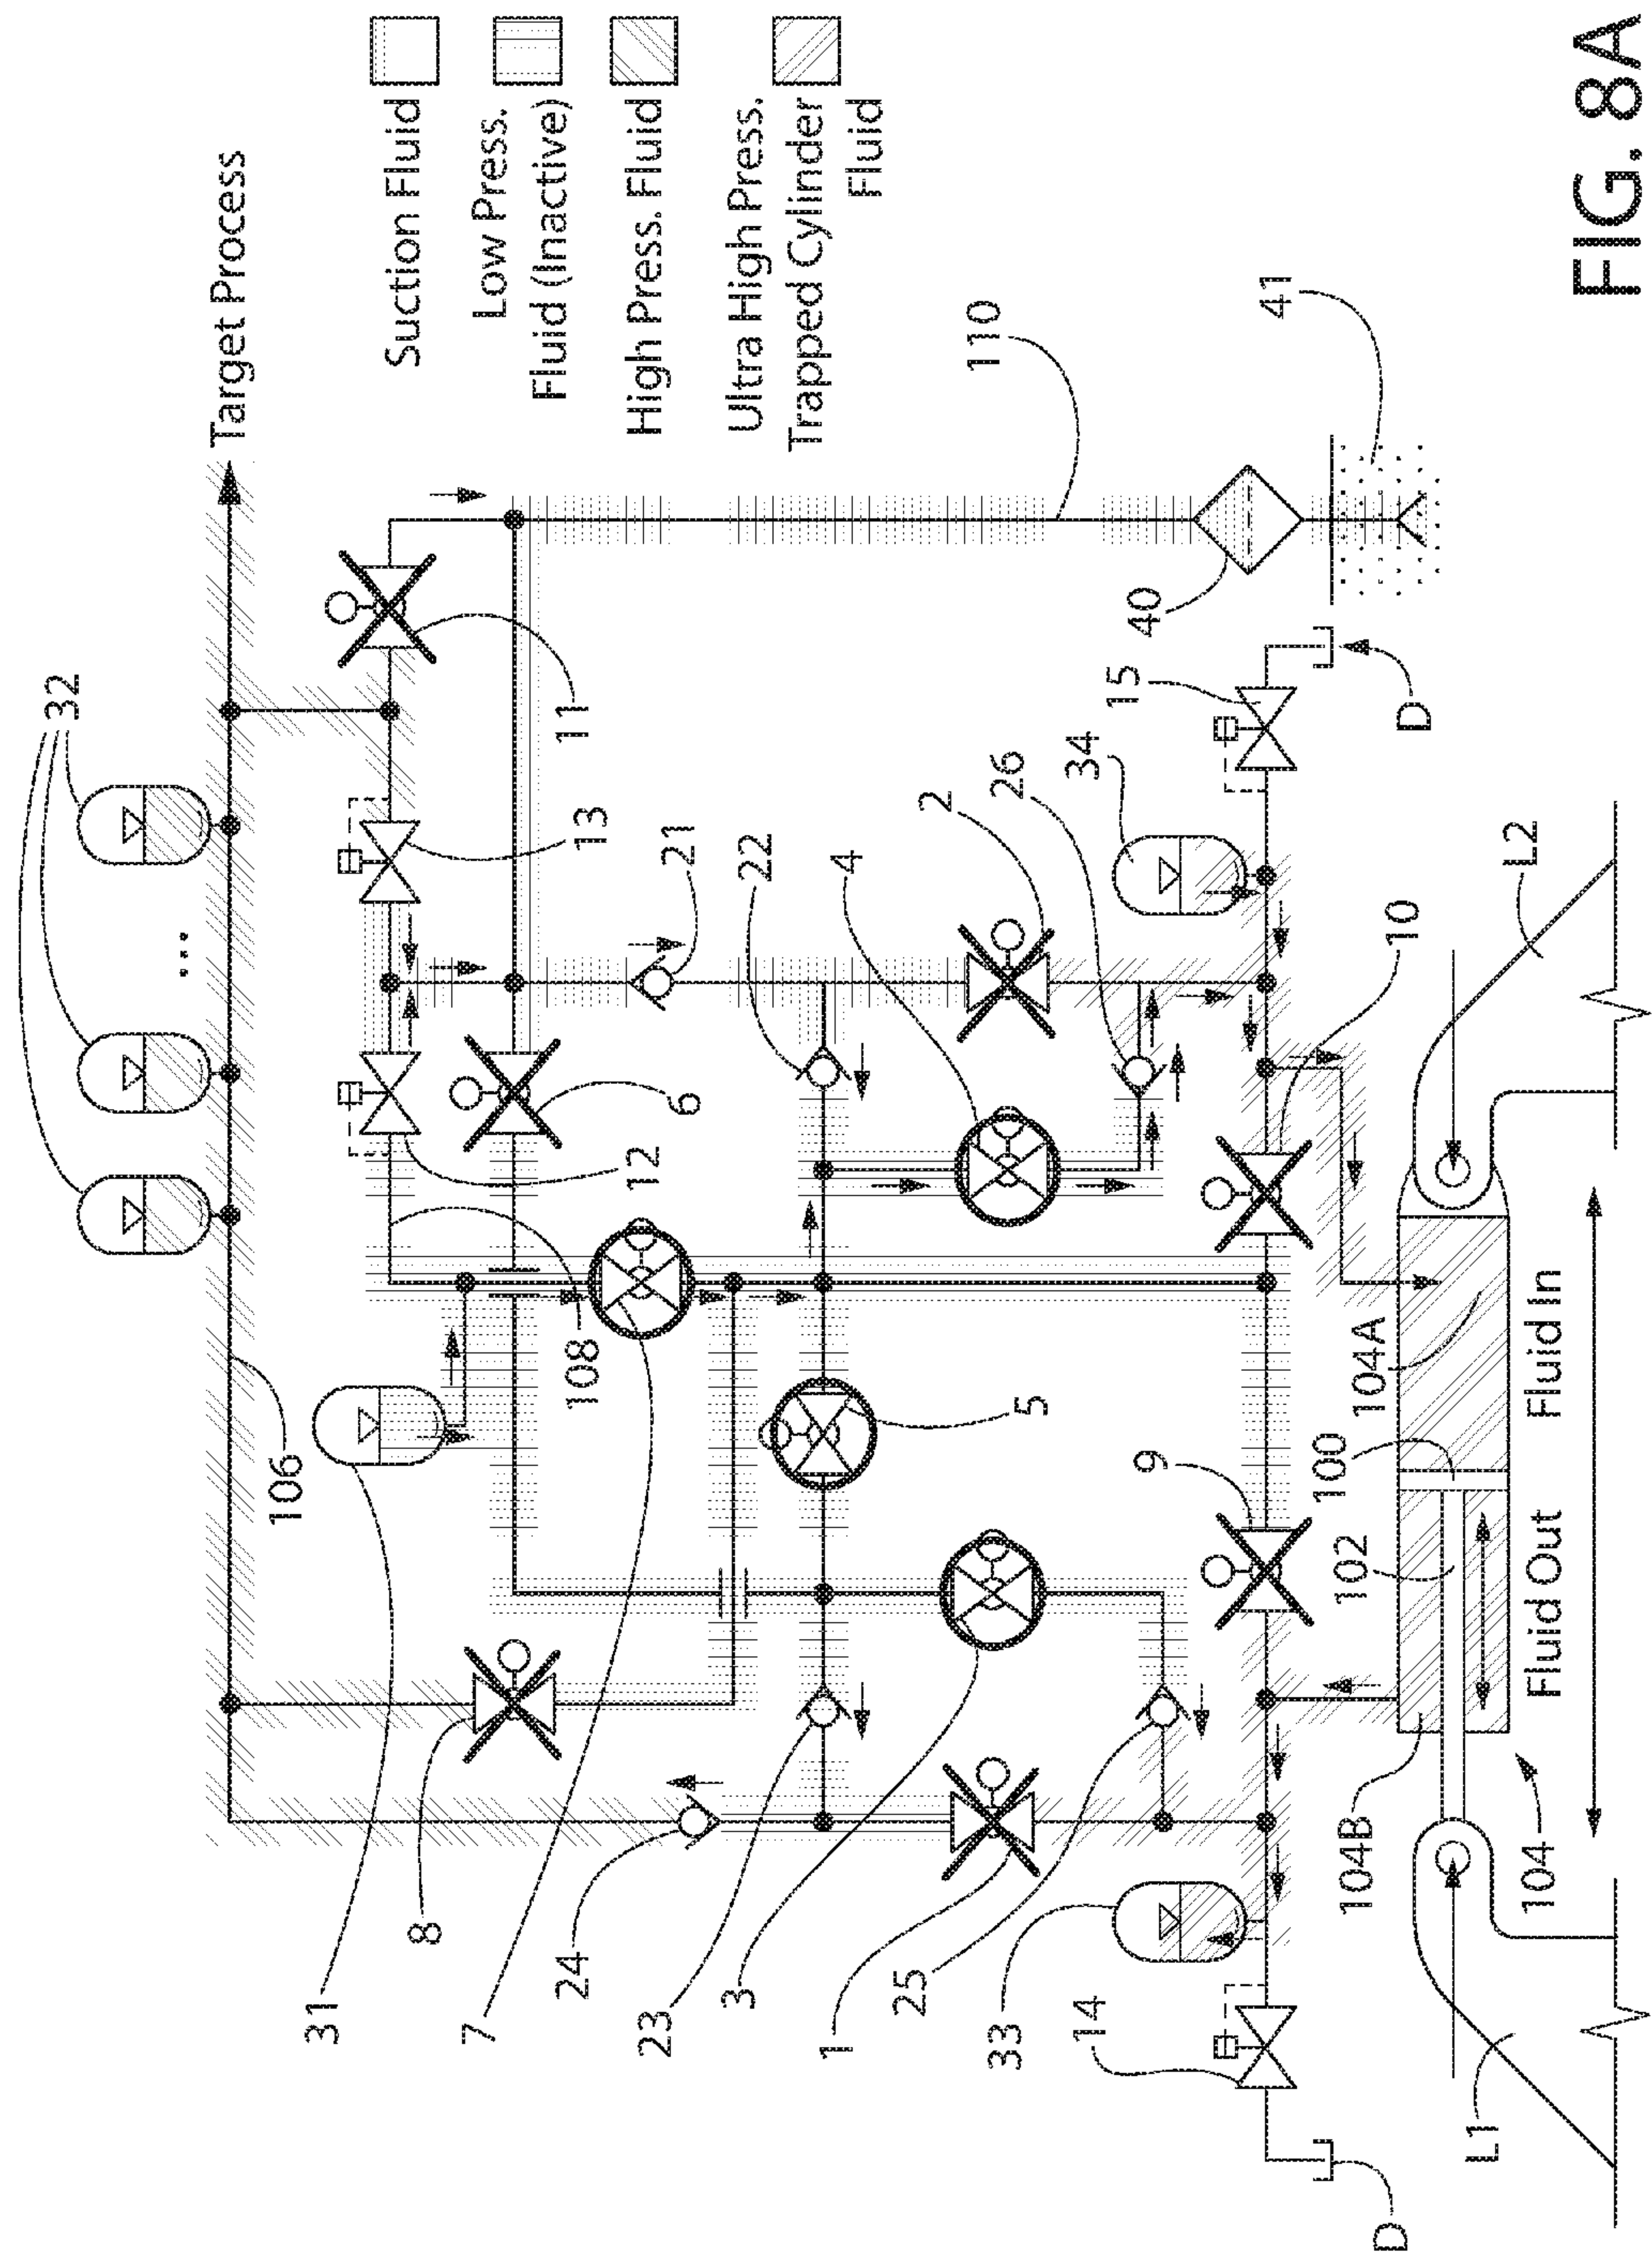 32
...
Target Process
106
31
108
12
6
13
11
Suction Fluid
Low Press.
Fluid (Inactive)
High Press. Fluid
Ultra High Press.
Trapped Cylinder
Fluid
8
7
24
23
3
1
25
33
14
5
9
21
22
4
2
26
34
15
10
40
110
41
D
D
L1
L2
104B
104
102
100
104A
Fluid Out
Fluid In
FIG. 8A